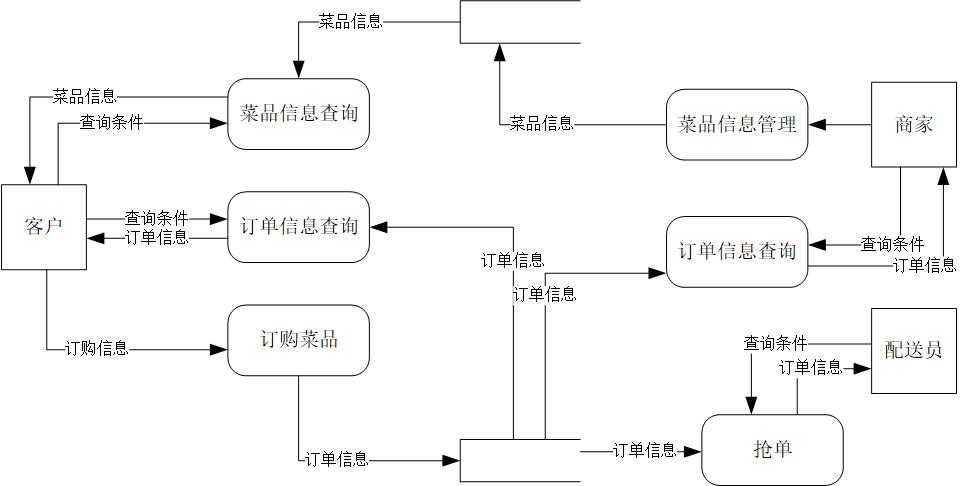 菜品信息
菜品信息
菜品信息查询
查询条件
菜品信息
菜品信息管理
商家
客户
查询条件
订单信息
订单信息查询
订单信息
订单信息
订单信息查询
查询条件
订单信息
订购信息
订购菜品
查询条件
订单信息
配送员
订单信息
订单信息
抢单